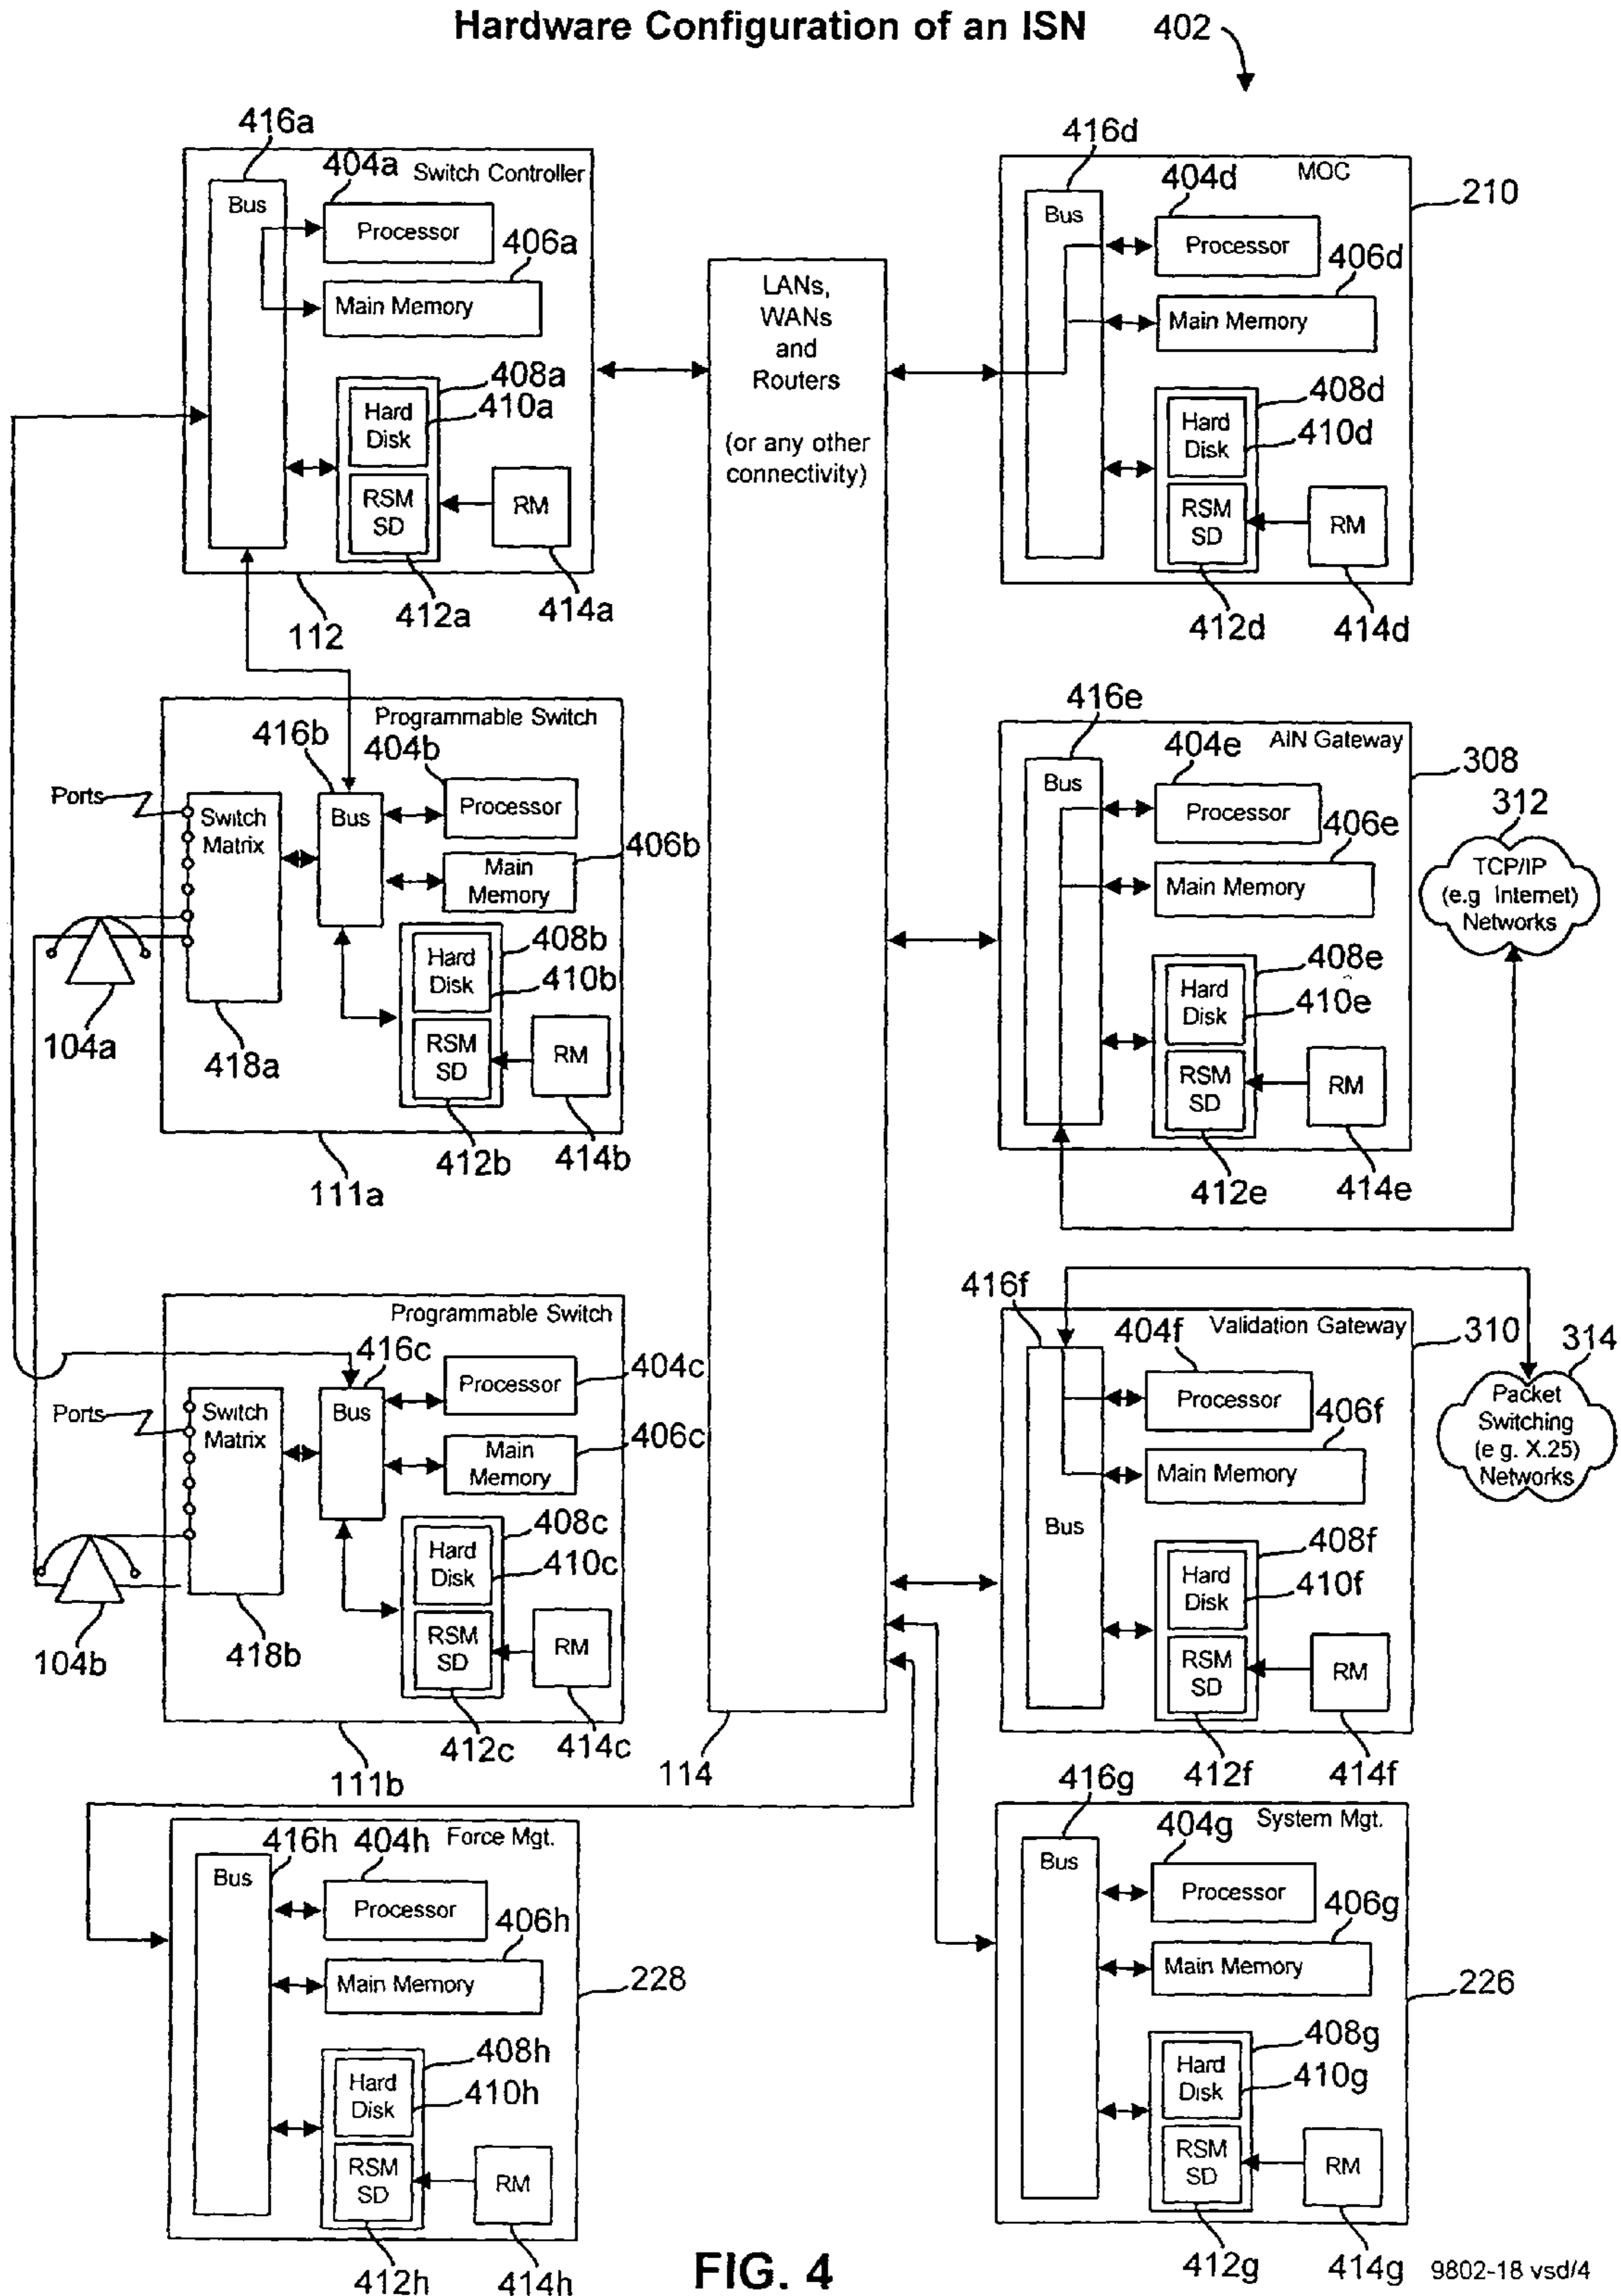 Hardware Configuration of an ISN
402
416a
404a
Switch Controller
Bus
Processor
406a
Main Memory
408a
410a
Hard
Disk
RSM
SD
RM
112
412a
414a
LANs,
WANs
and
Routers
(or any other
connectivity)
416d
MOC
404d
210
Bus
Processor
406d
Main Memory
408d
Hard
Disk
410d
RSM
SD
RM
412d
414d
Programmable Switch
416b
404b
Ports
Switch
Matrix
Bus
Processor
406b
Main
Memory
408b
Hard
Disk
410b
RSM
SD
RM
104a
418a
412b
414b
111a
416e
AIN Gateway
404e
308
Bus
Processor
406e
312
TCP/IP
(e.g Internet)
Networks
Main Memory
408e
Hard
Disk
410e
RSM
SD
RM
412e
414e
Programmable Switch
416c
404c
Ports
Switch
Matrix
Bus
Processor
406c
Main
Memory
408c
Hard
Disk
410c
RSM
SD
RM
104b
418b
412c
414c
111b
114
416f
Validation Gateway
404f
310
314
Processor
406f
Packet
Switching
(e g. X.25)
Networks
Main Memory
Bus
408f
Hard
Disk
410f
RSM
SD
RM
412f
414f
Force Mgt.
416h
404h
Bus
Processor
406h
Main Memory
228
408h
Hard
Disk
410h
RSM
SD
RM
412h
414h
416g
System Mgt.
404g
Bus
Processor
406g
Main Memory
226
408g
Hard
Disk
410g
RSM
SD
RM
412g
414g
FIG. 4
9802-18 vsd/4